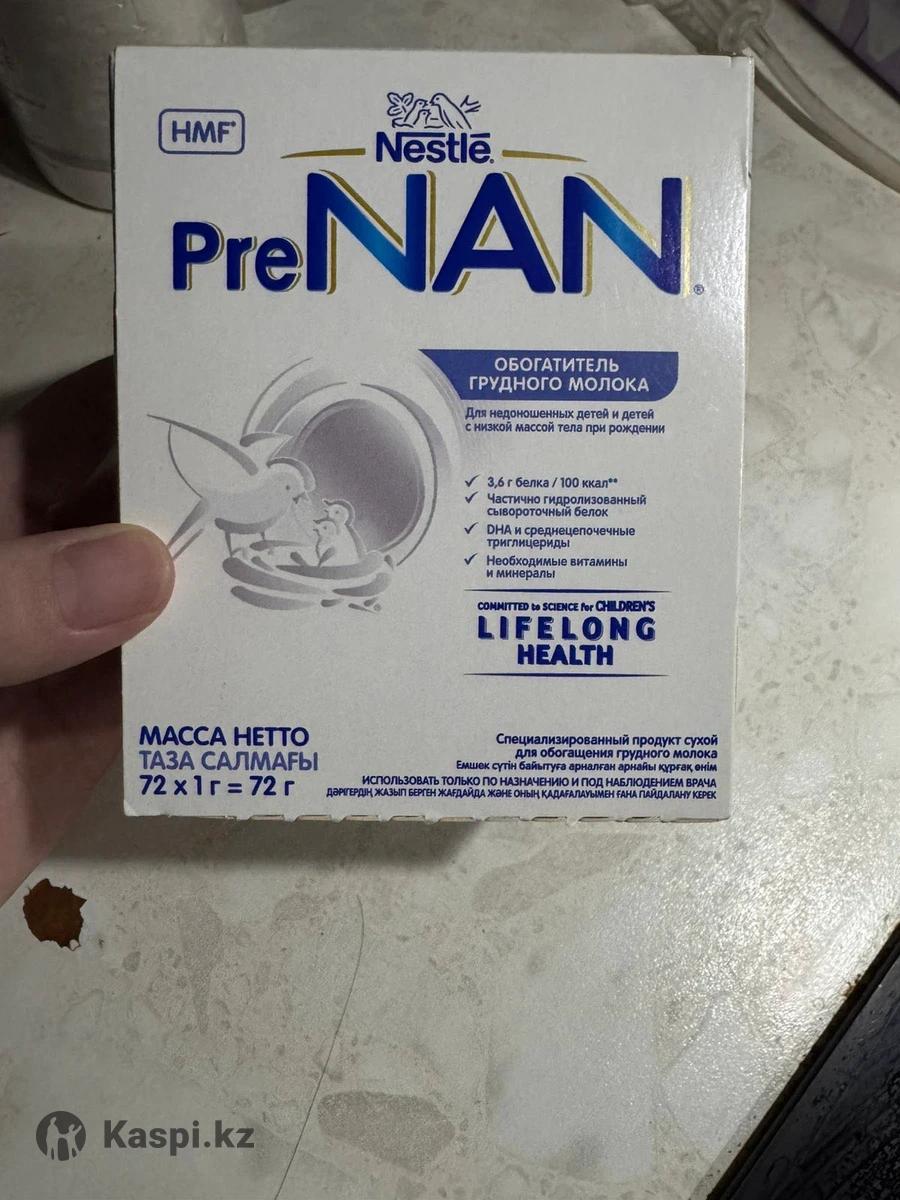 HMF*
Nestlé®
PreNAN®
ОБОГАТИТЕЛЬ
ГРУДНОГО МОЛОКА
Для недоношенных детей и детей
с низкой массой тела при рождении
✓ 3,6 г белка / 100 ккал**
✓ Частично гидролизованный
сывороточный белок
✓ DHA и среднецепочечные
триглицериды
✓ Необходимые витамины
и минералы
COMMITTED to SCIENCE for CHILDREN'S
LIFELONG
HEALTH
МАССА НЕТТО
ТАЗА САЛМАҒЫ
72 x 1 г = 72 г
Специализированный продукт сухой
для обогащения грудного молока
Емшек сүтін байытуға арналған арнайы құрғақ өнім
ИСПОЛЬЗОВАТЬ ТОЛЬКО ПО НАЗНАЧЕНИЮ И ПОД НАБЛЮДЕНИЕМ ВРАЧА
ДӘРІГЕРДІҢ ЖАЗЫП БЕРГЕН ЖАҒДАЙДА ЖӘНЕ ОНЫҢ ҚАДАҒАЛАУЫМЕН ҒАНА ПАЙДАЛАНУ КЕРЕК
Kaspi.kz